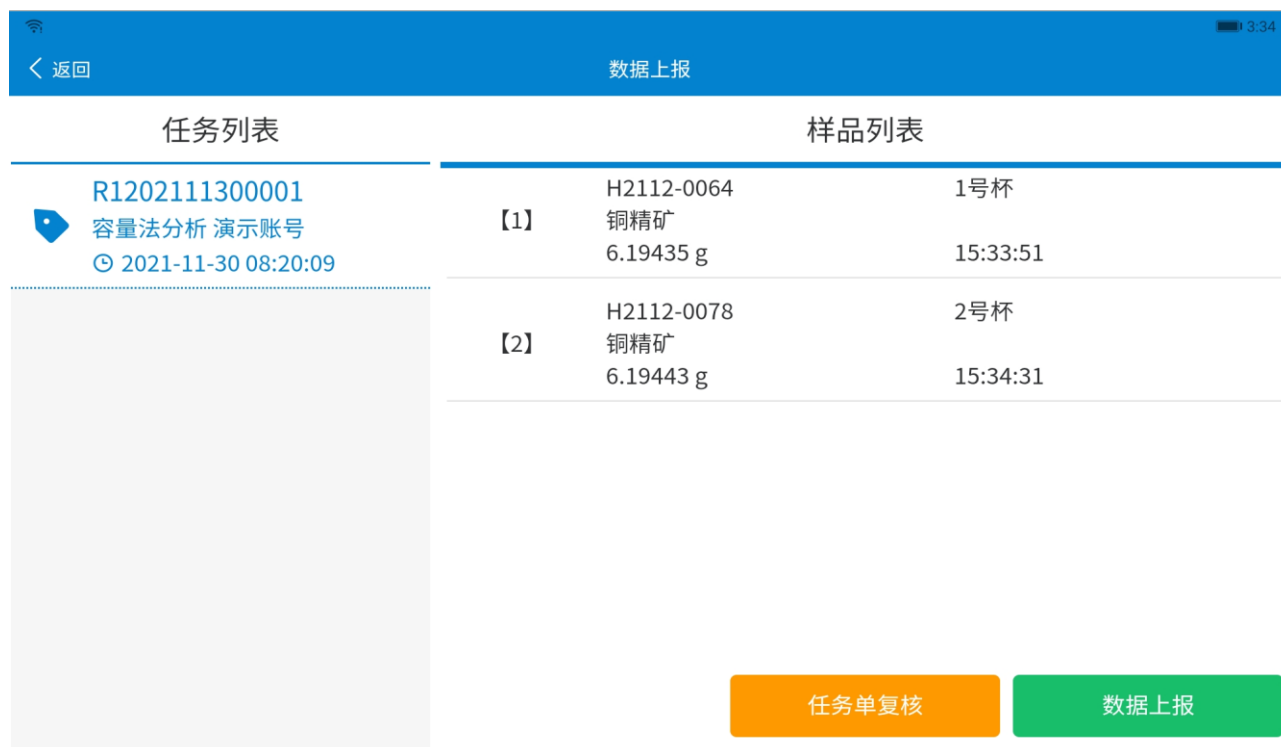 3:34
返回
数据上报
任务列表
样品列表
R1202111300001
容量法分析 演示账号
2021-11-30 08:20:09
【1】
H2112-0064
1号杯
铜精矿
6.19435 g
15:33:51
【2】
H2112-0078
2号杯
铜精矿
6.19443 g
15:34:31
任务单复核
数据上报